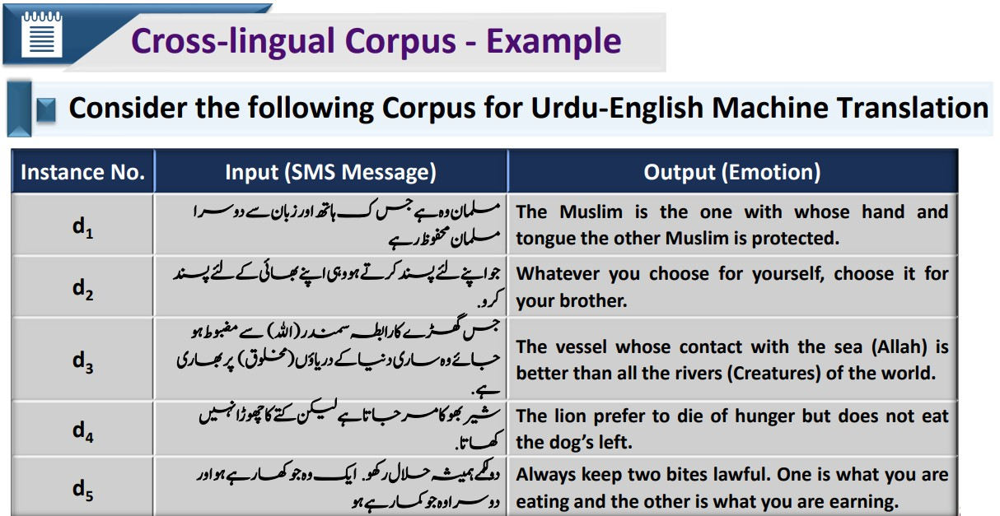 Cross-lingual Corpus - Example
Consider the following Corpus for Urdu-English Machine Translation
Instance No. Input (SMS Message) Output (Emotion)
d1
مسلمان وہ ہے جس کے ہاتھ اور زبان سے دوسرا
مسلمان محفوظ رہے
The Muslim is the one with whose hand and
tongue the other Muslim is protected.
d2
جو اپنے لئے پسند کرتے ہو وہی اپنے بھائی کے لئے پسند
کرو.
Whatever you choose for yourself, choose it for
your brother.
d3
جس گھڑے کا رابطہ سمندر (اللہ) سے مضبوط ہو
جائے وہ ساری دنیا کے دریاؤں (مخلوق) پر بھاری
ہے.
The vessel whose contact with the sea (Allah) is
better than all the rivers (Creatures) of the world.
d4
شیر بھوکا مر جاتا ہے لیکن کتے کا چھوڑا نہیں
کھاتا.
The lion prefer to die of hunger but does not eat
the dog’s left.
d5
دو لقمے ہمیشہ حلال رکھو. ایک وہ جو کھا رہے ہو اور
دوسرا وہ جو کما رہے ہو
Always keep two bites lawful. One is what you are
eating and the other is what you are earning.